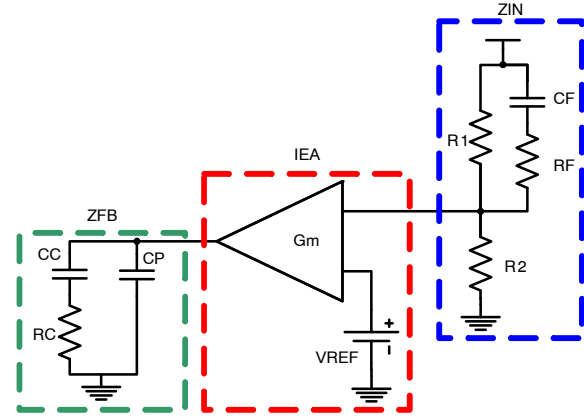 ZIN
CF
R1
RF
IEA
ZFB
Gm
CC
CP
R2
RC
VREF
+
-